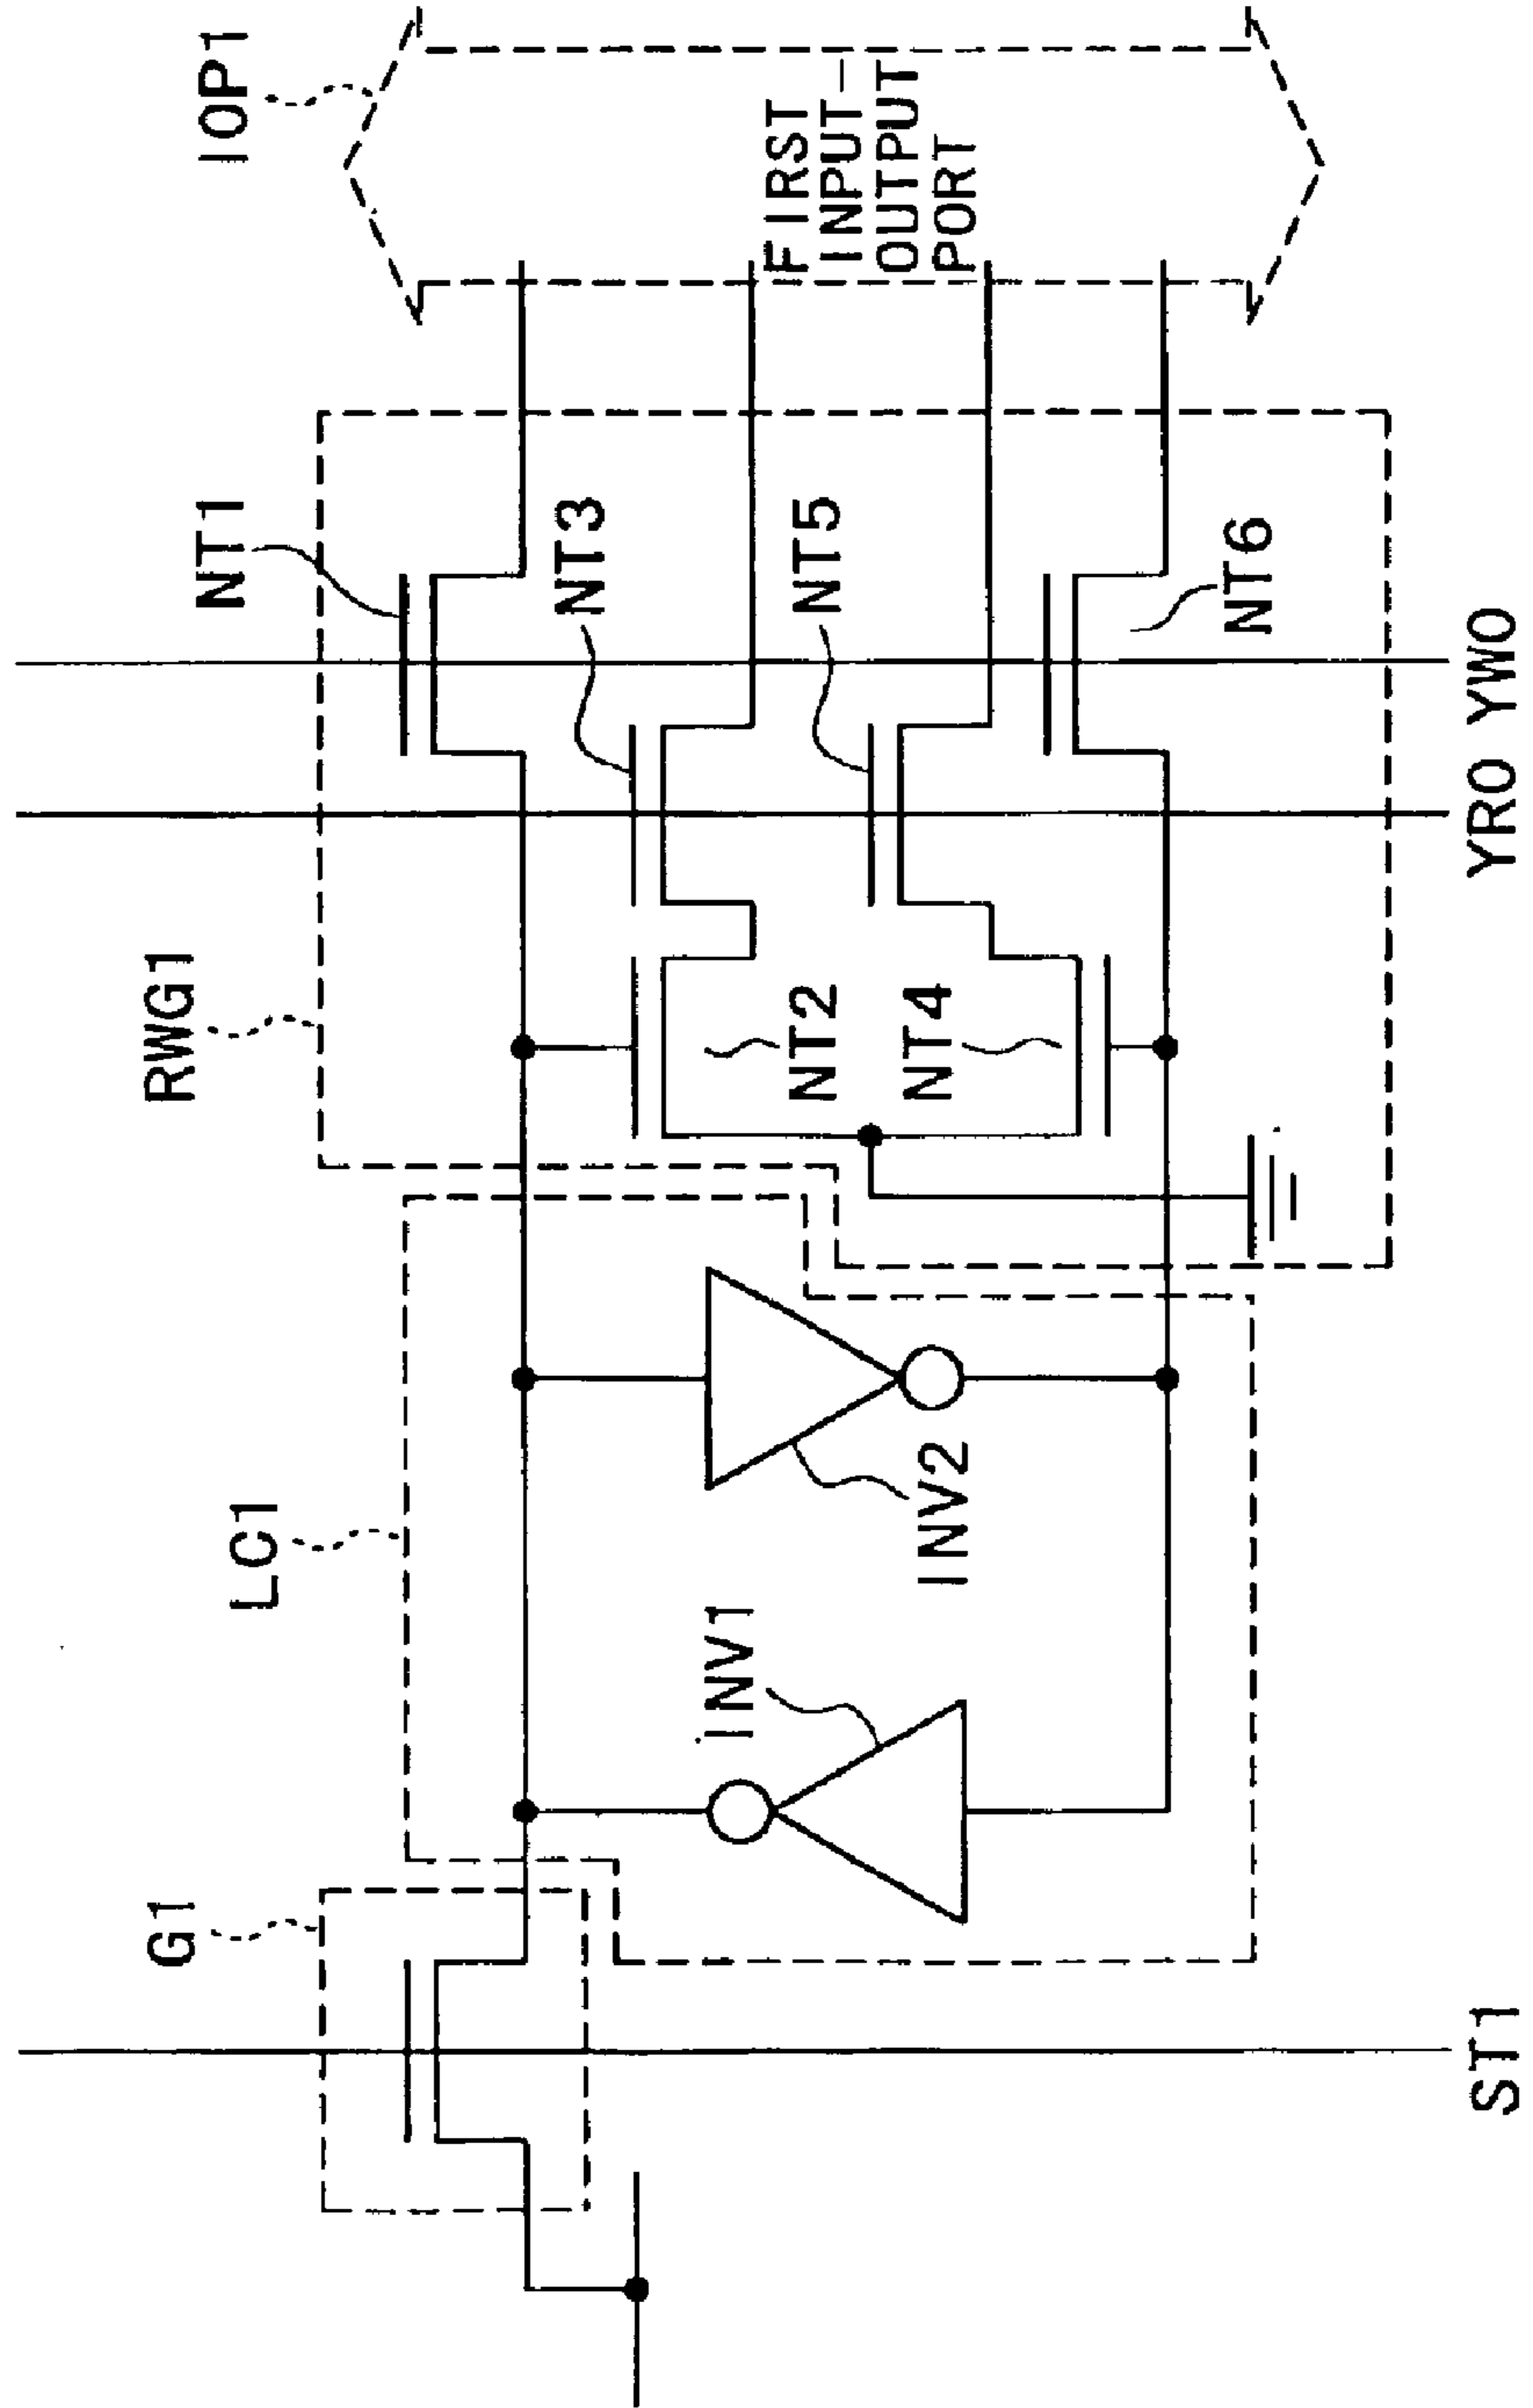 IOP1
FIRST
INPUT-
OUTPUT
PORT
NT1
NT3
NT5
NT6
YR0 YW0
RWG1
NT2
NT4
LC1
INV2
INV1
G1
ST1